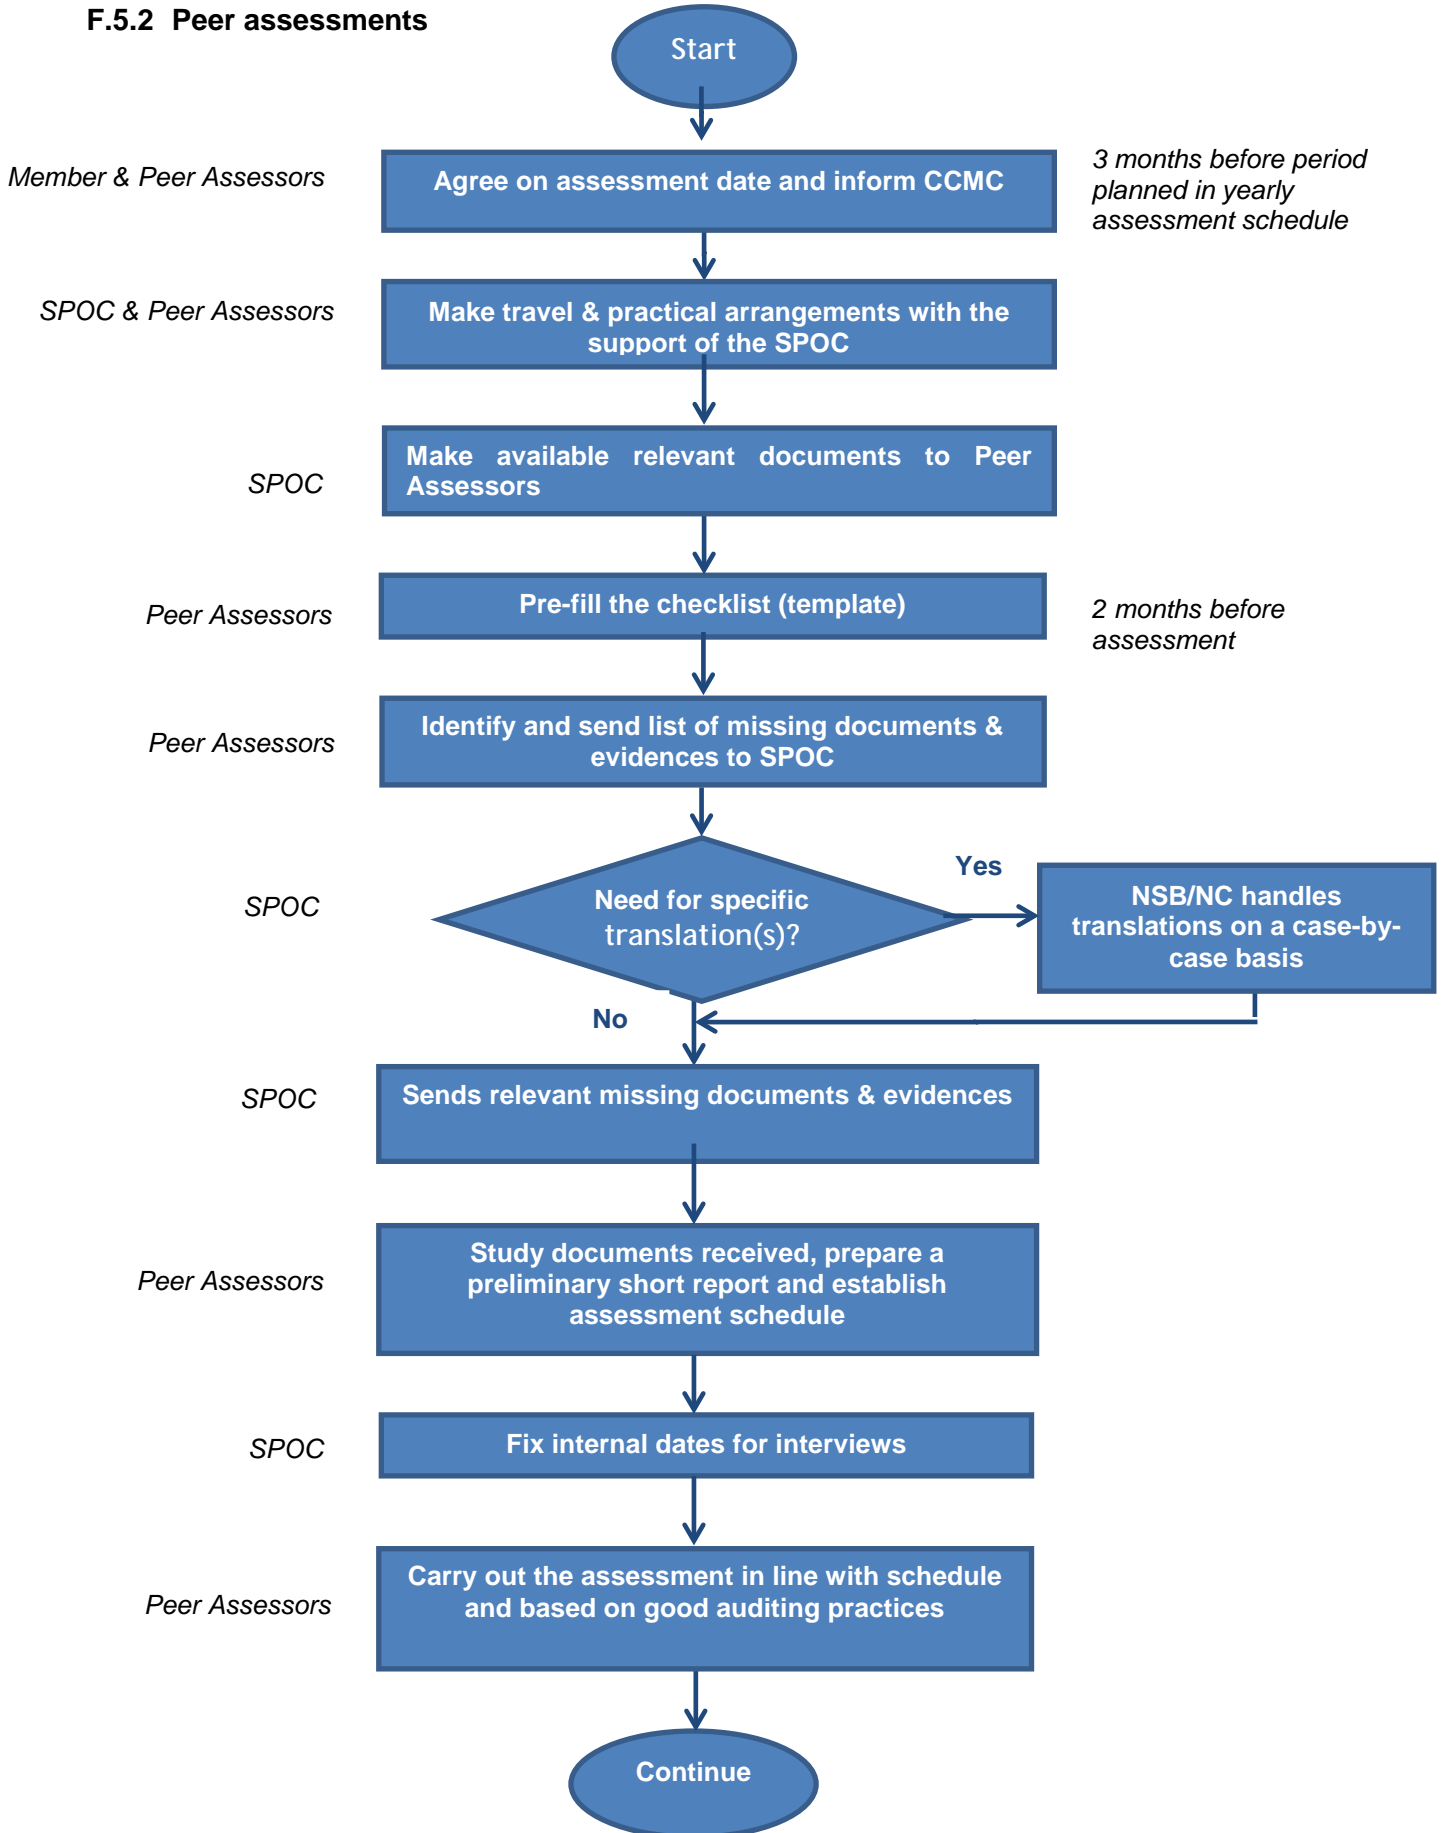 F.5.2 Peer assessments
Start
Member & Peer Assessors
Agree on assessment date and inform CCMC
3 months before period
planned in yearly
assessment schedule
SPOC & Peer Assessors
Make travel & practical arrangements with the
support of the SPOC
SPOC
Make available relevant documents to Peer
Assessors
Peer Assessors
Pre-fill the checklist (template)
2 months before
assessment
Peer Assessors
Identify and send list of missing documents &
evidences to SPOC
SPOC
Need for specific
translation(s)?
Yes
NSB/NC handles
translations on a case-by-
case basis
No
SPOC
Sends relevant missing documents & evidences
Peer Assessors
Study documents received, prepare a
preliminary short report and establish
assessment schedule
SPOC
Fix internal dates for interviews
Peer Assessors
Carry out the assessment in line with schedule
and based on good auditing practices
Continue